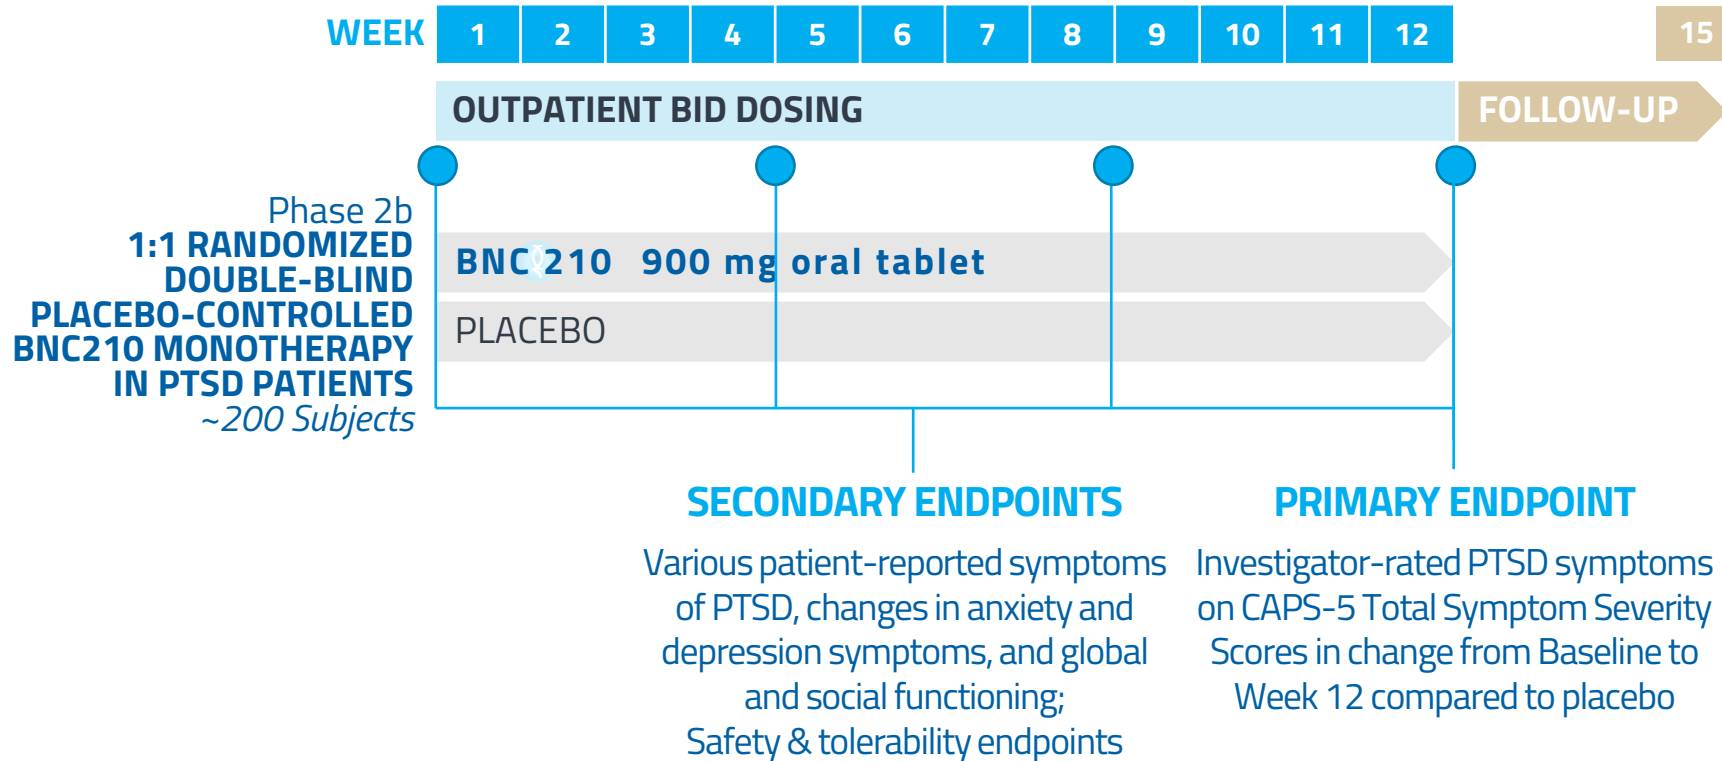 WEEK 1 2 3 4 5 6 7 8 9 10 11 12 15
OUTPATIENT BID DOSING FOLLOW-UP
Phase 2b
1:1 RANDOMIZED
DOUBLE-BLIND
PLACEBO-CONTROLLED
BNC210 MONOTHERAPY
IN PTSD PATIENTS
~200 Subjects
BNC210 900 mg oral tablet
PLACEBO
SECONDARY ENDPOINTS
Various patient-reported symptoms
of PTSD, changes in anxiety and
depression symptoms, and global
and social functioning;
Safety & tolerability endpoints
PRIMARY ENDPOINT
Investigator-rated PTSD symptoms
on CAPS-5 Total Symptom Severity
Scores in change from Baseline to
Week 12 compared to placebo